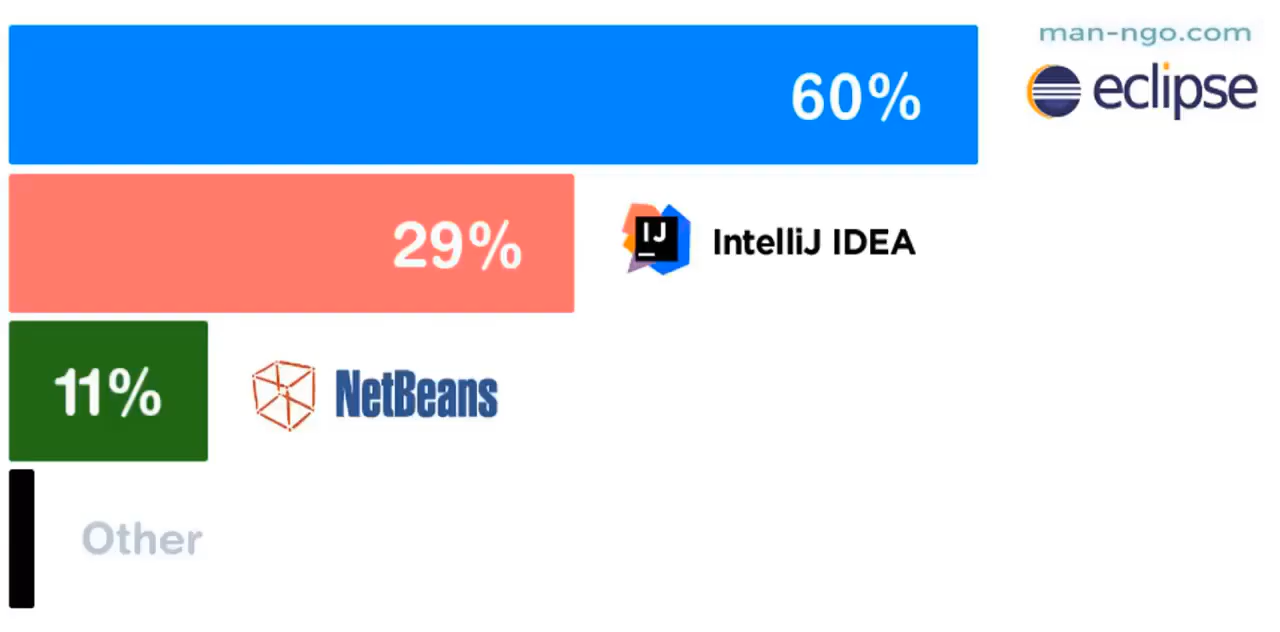 man-ngo.com
60%
eclipse
29%
IJ
IntelliJ IDEA
11%
NetBeans
Other